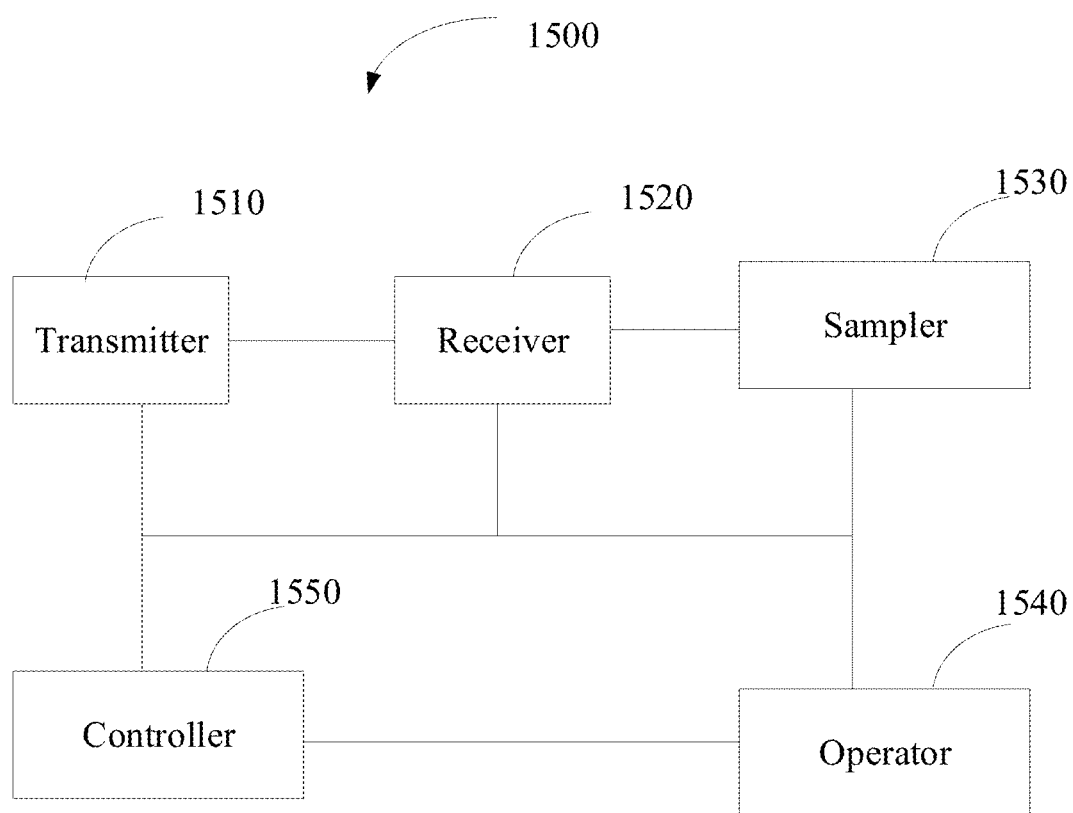 1500
1510
1520
1530
Transmitter
Receiver
Sampler
1550
1540
Controller
Operator